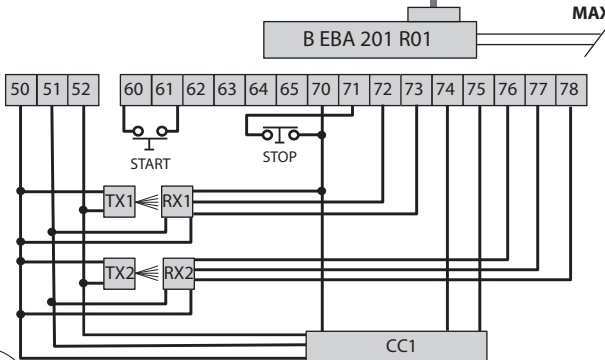 MAX
B EBA 201 R01
50 51 52 60 61 62 63 64 65 70 71 72 73 74 75 76 77 78
START
STOP
TX1 RX1
TX2 RX2
CC1